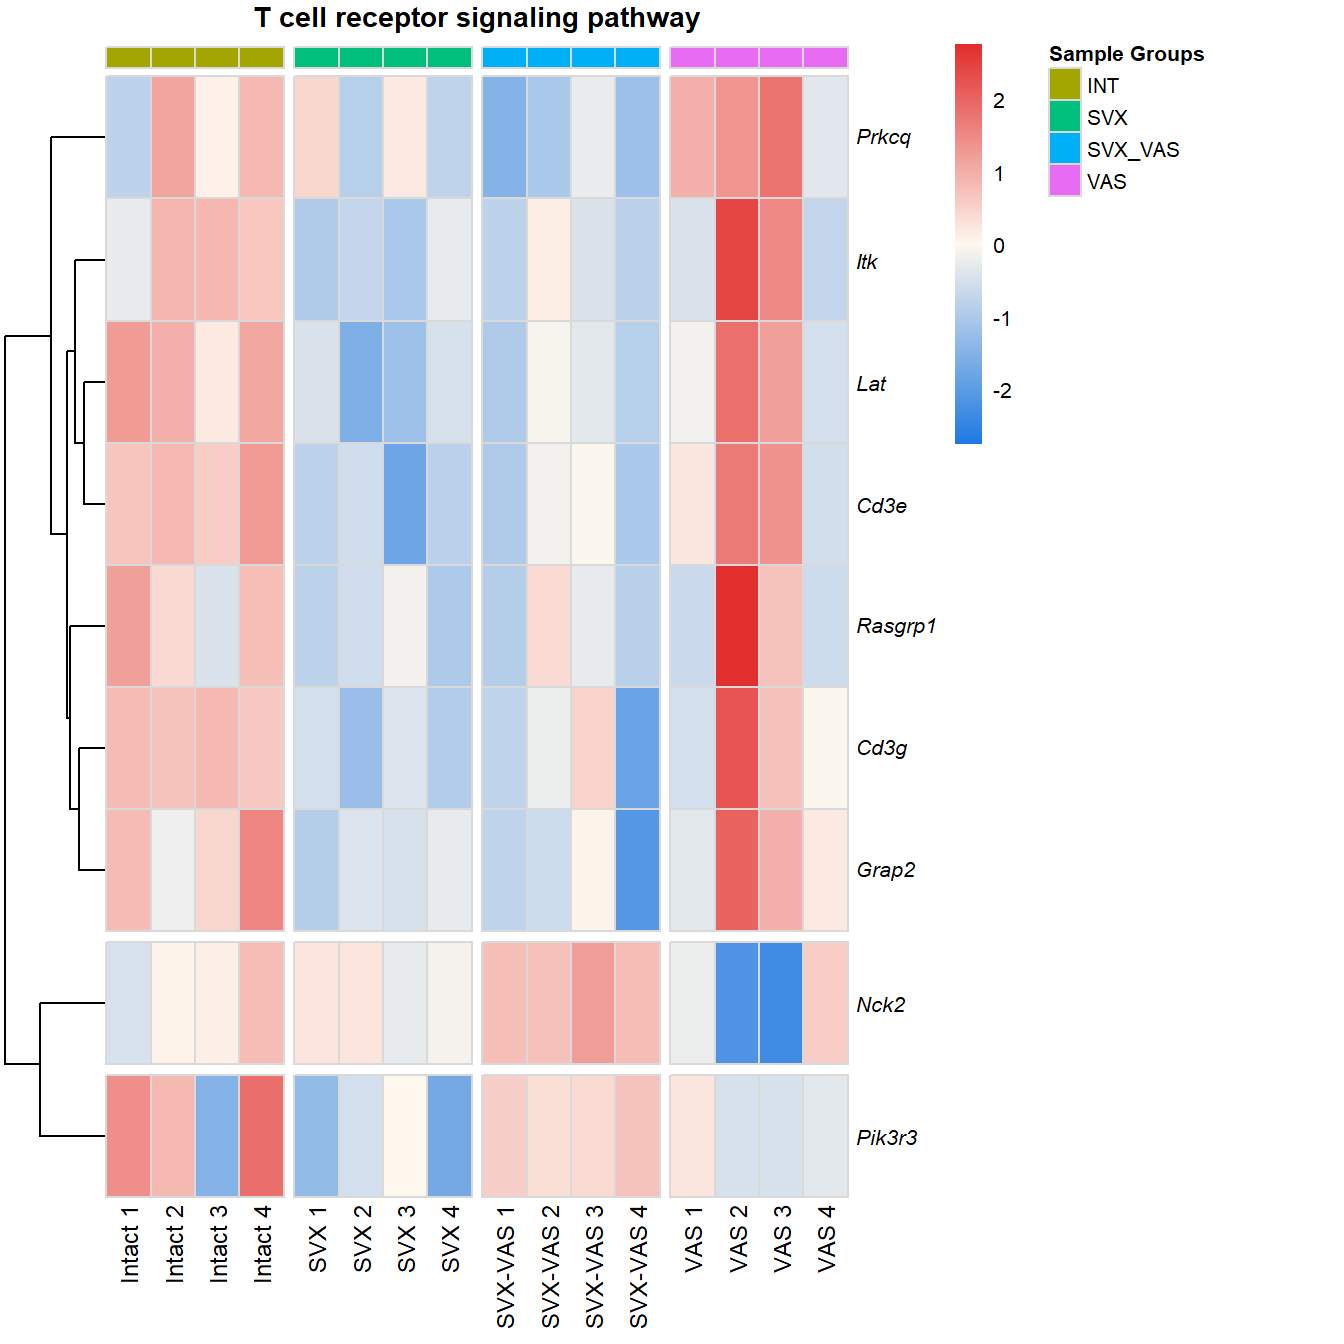 T cell receptor signaling pathway
Sample Groups
INT
SVX
SVX_VAS
VAS
2
1
0
-1
-2
Prkcq
Itk
Lat
Cd3e
Rasgrp1
Cd3g
Grap2
Nck2
Pik3r3
Intact 1
Intact 2
Intact 3
Intact 4
SVX 1
SVX 2
SVX 3
SVX 4
SVX-VAS 1
SVX-VAS 2
SVX-VAS 3
SVX-VAS 4
VAS 1
VAS 2
VAS 3
VAS 4